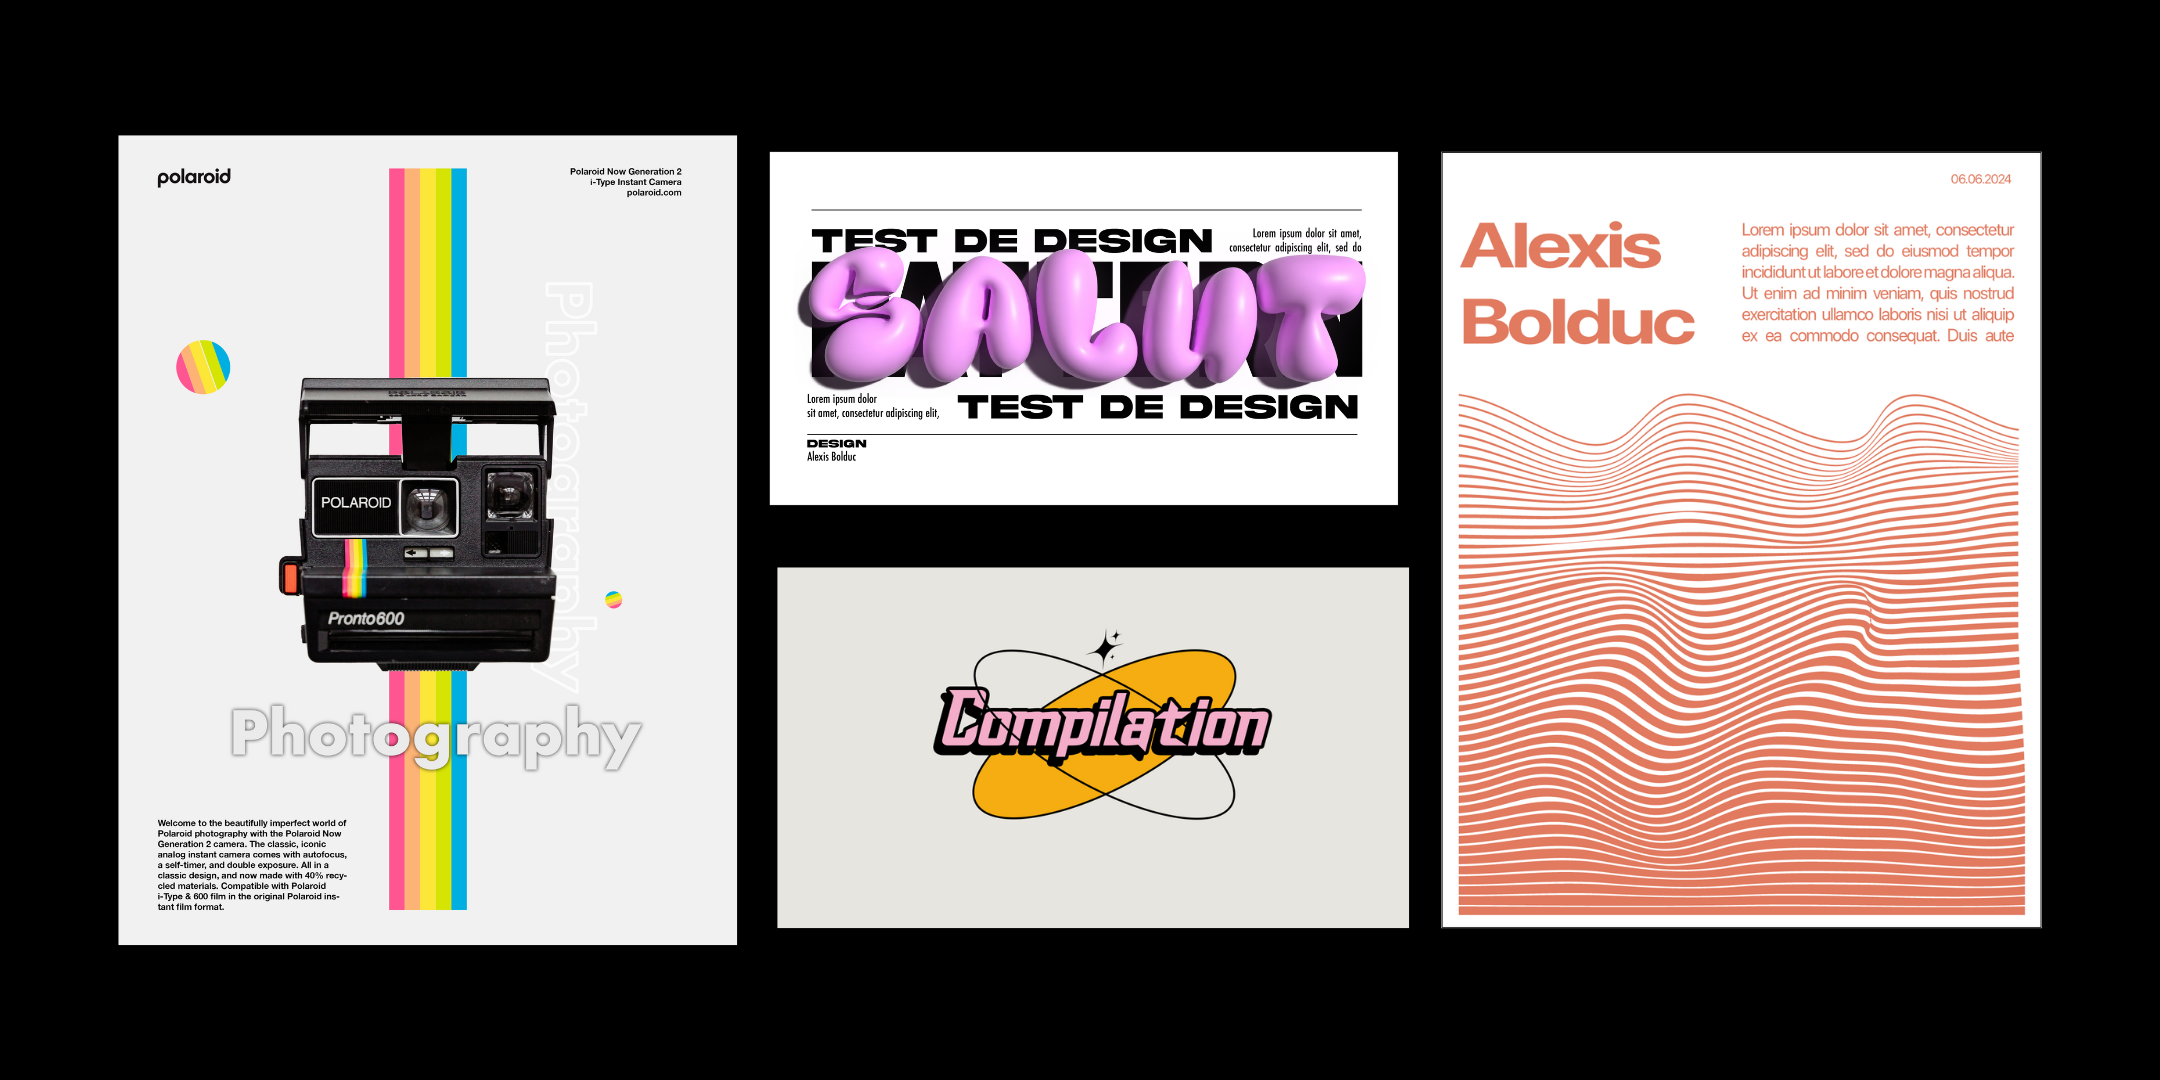 polaroid
Polaroid Now Generation 2
i-Type Instant Camera
polaroid.com
Photography
POLAROID
Pronto600
Photography
Welcome to the beautifully imperfect world of
Polaroid photography with the Polaroid Now
Generation 2 camera. The classic, iconic
analog instant camera comes with autofocus,
a self-timer, and double exposure. All in a
classic design, and now made with 40% recy-
cled materials. Compatible with Polaroid
i-Type & 600 film in the original Polaroid ins-
tant film format.
TEST DE DESIGN
Lorem ipsum dolor sit amet,
consectetur adipiscing elit, sed do
SALUT
Lorem ipsum dolor
sit amet, consectetur adipiscing elit,
TEST DE DESIGN
DESIGN
Alexis Bolduc
Compilation
06.06.2024
Alexis
Bolduc
Lorem ipsum dolor sit amet, consectetur
adipiscing elit, sed do eiusmod tempor
incididunt ut labore et dolore magna aliqua.
Ut enim ad minim veniam, quis nostrud
exercitation ullamco laboris nisi ut aliquip
ex ea commodo consequat. Duis aute